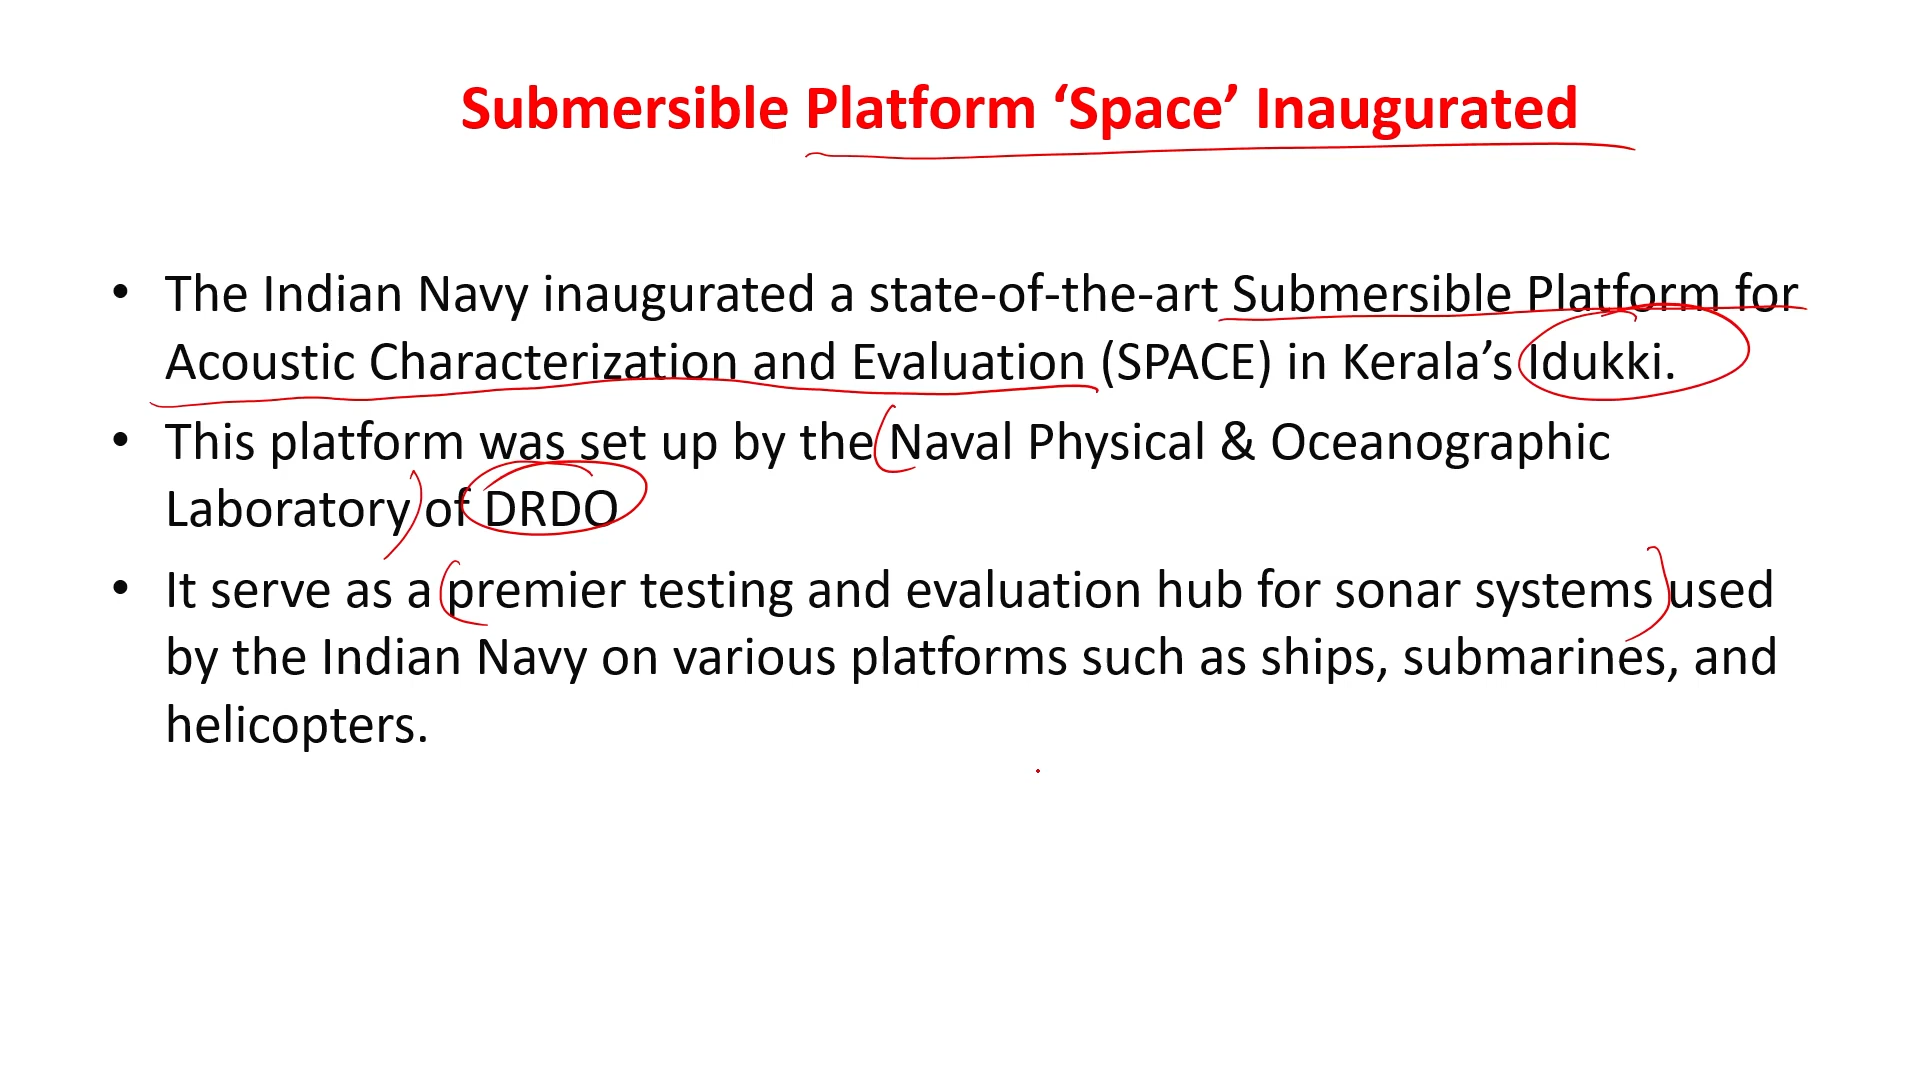 Submersible Platform ‘Space’ Inaugurated
• The Indian Navy inaugurated a state-of-the-art Submersible Platform for
Acoustic Characterization and Evaluation (SPACE) in Kerala’s Idukki.
• This platform was set up by the Naval Physical & Oceanographic
Laboratory of DRDO
• It serve as a premier testing and evaluation hub for sonar systems used
by the Indian Navy on various platforms such as ships, submarines, and
helicopters.